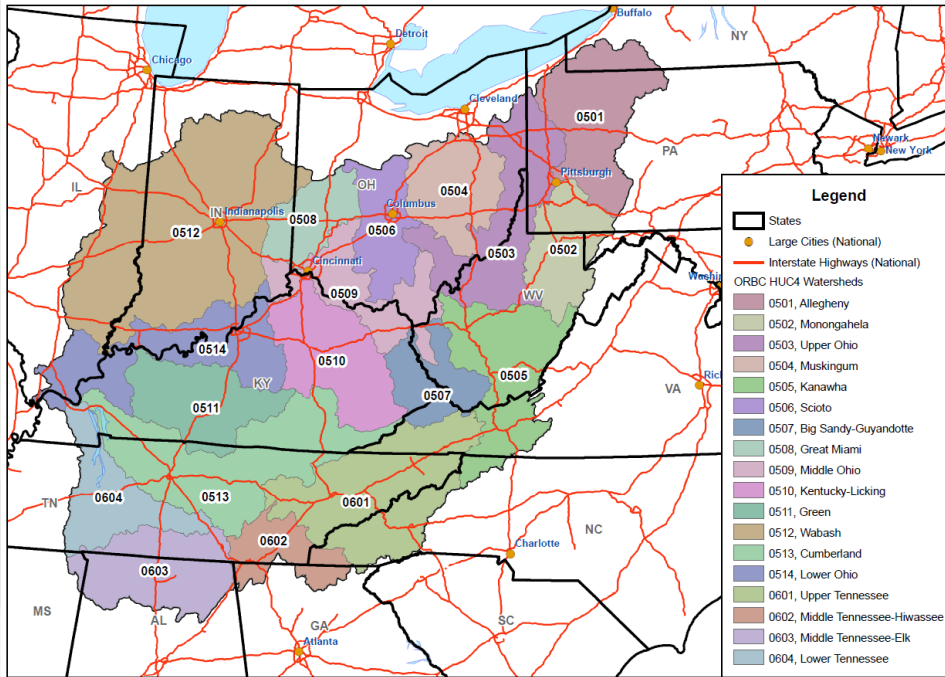 Buffalo
NY
Detroit
Chicago
Cleveland
0501
Newark
New York
PA
Pittsburgh
IL
OH
0504
IN
Indianapolis
0508
Columbus
0512
0506
0503
0502
Cincinnati
Washin
0509
WV
0514
0510
KY
0505
Rich
VA
0507
0511
0604
0513
0601
TN
0602
NC
Charlotte
0603
MS
AL
GA
SC
Atlanta
Legend
States
Large Cities (National)
Interstate Highways (National)
ORBC HUC4 Watersheds
0501, Allegheny
0502, Monongahela
0503, Upper Ohio
0504, Muskingum
0505, Kanawha
0506, Scioto
0507, Big Sandy-Guyandotte
0508, Great Miami
0509, Middle Ohio
0510, Kentucky-Licking
0511, Green
0512, Wabash
0513, Cumberland
0514, Lower Ohio
0601, Upper Tennessee
0602, Middle Tennessee-Hiwassee
0603, Middle Tennessee-Elk
0604, Lower Tennessee